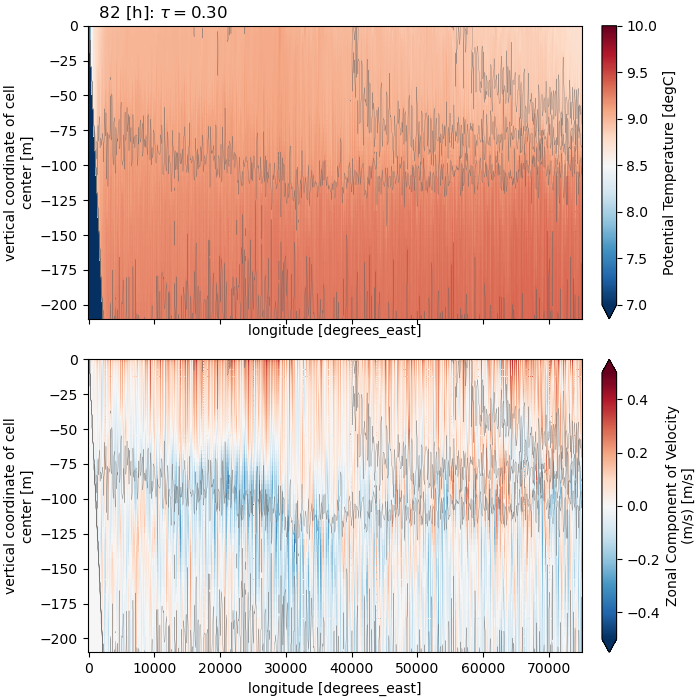 82 [h]: τ = 0.30
0
−25
−50
−75
−100
−125
−150
−175
−200
vertical coordinate of cell
center [m]
longitude [degrees_east]
10.0
9.5
9.0
8.5
8.0
7.5
7.0
Potential Temperature [degC]
0
−25
−50
−75
−100
−125
−150
−175
−200
vertical coordinate of cell
center [m]
0 10000 20000 30000 40000 50000 60000 70000
longitude [degrees_east]
0.4
0.2
0.0
−0.2
−0.4
Zonal Component of Velocity
(m/s) [m/s]